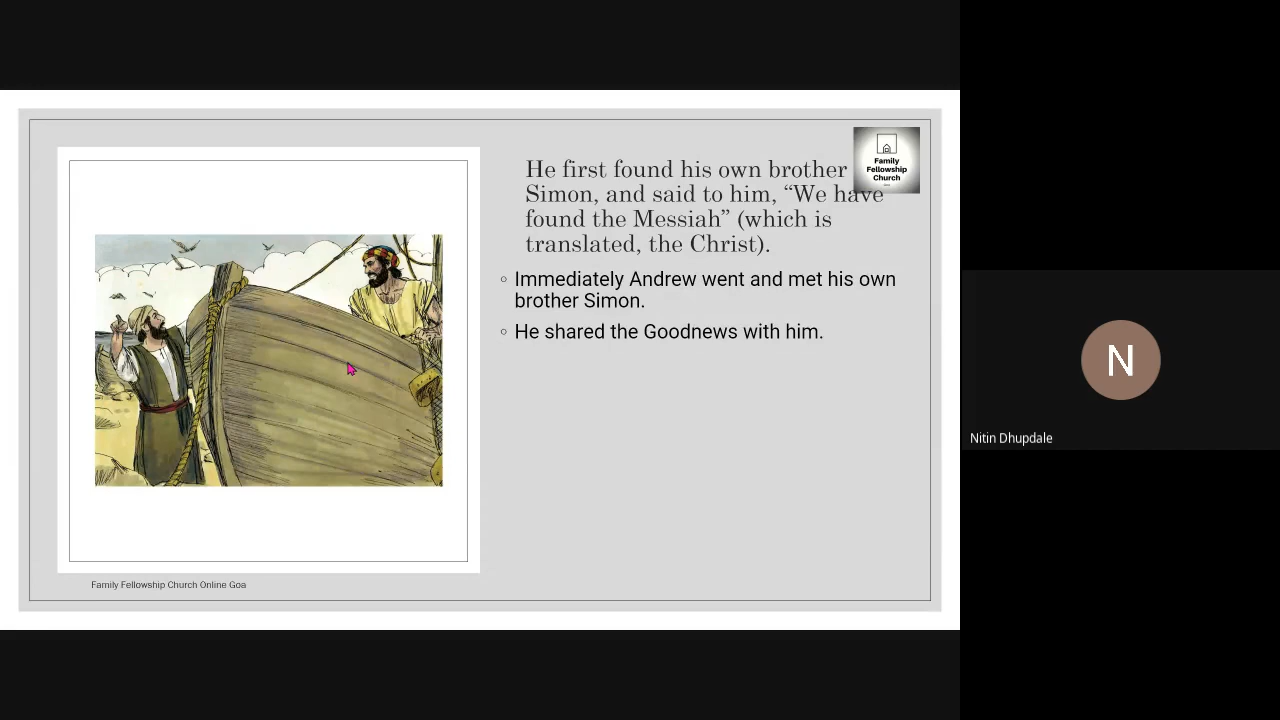 He first found his own brother
Simon, and said to him, “We have
found the Messiah” (which is
translated, the Christ).
Family
Fellowship
Church
◦ Immediately Andrew went and met his own
brother Simon.
◦ He shared the Goodnews with him.
Family Fellowship Church Online Goa
N
Nitin Dhupdale